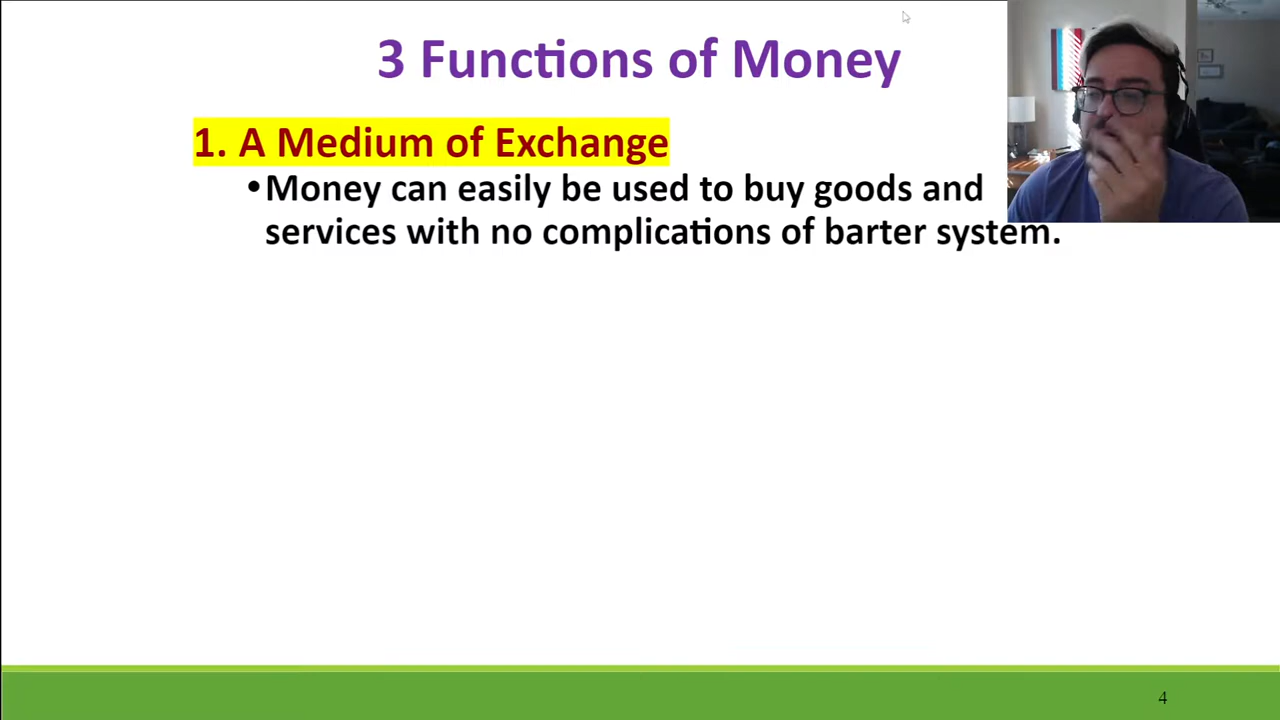 3 Functions of Money
1. A Medium of Exchange
•Money can easily be used to buy goods and
services with no complications of barter system.
4